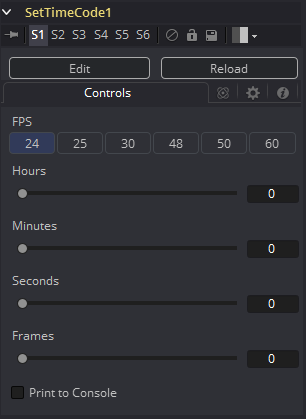 SetTimeCode1
S1 S2 S3 S4 S5 S6
Edit Reload
Controls
FPS
24 25 30 48 50 60
Hours
0
Minutes
0
Seconds
0
Frames
0
Print to Console